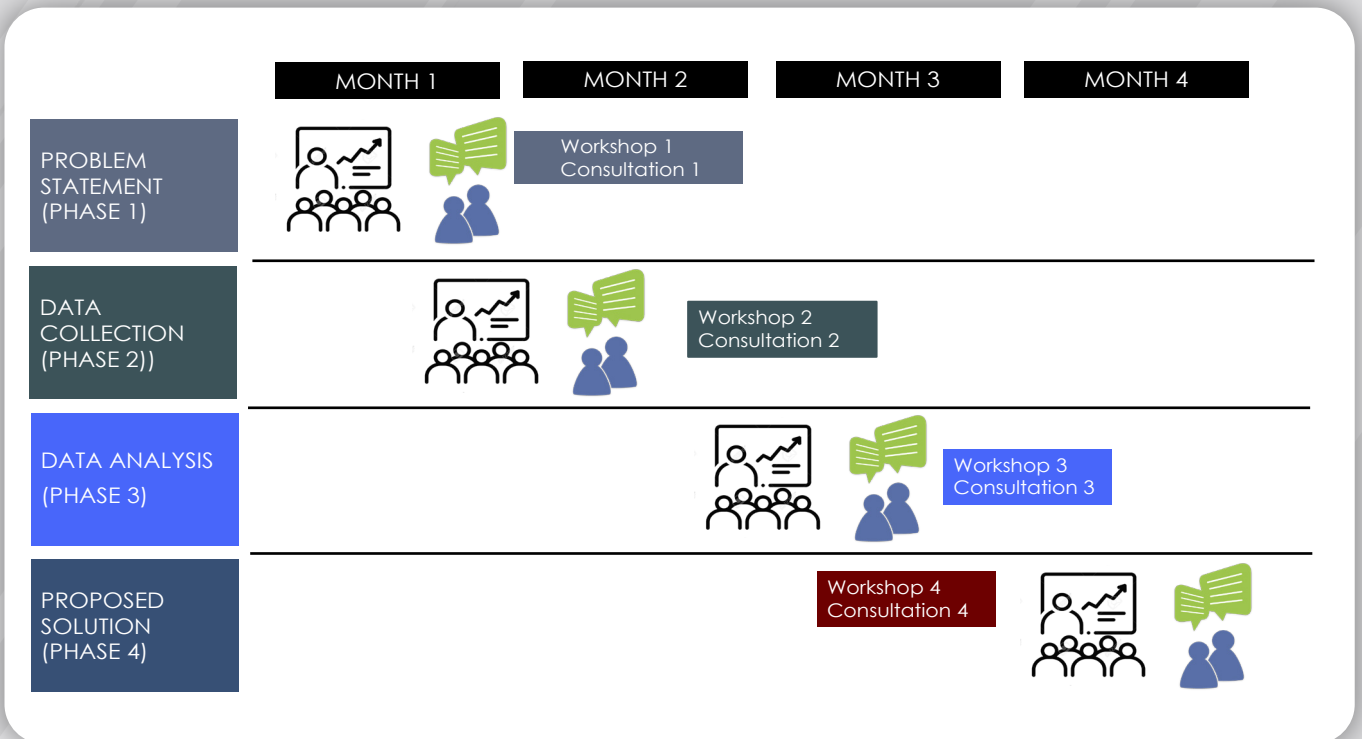 MONTH 1
MONTH 2
MONTH 3
MONTH 4
PROBLEM
STATEMENT
(PHASE 1)
Workshop 1
Consultation 1
DATA
COLLECTION
(PHASE 2))
Workshop 2
Consultation 2
DATA ANALYSIS
(PHASE 3)
Workshop 3
Consultation 3
PROPOSED
SOLUTION
(PHASE 4)
Workshop 4
Consultation 4